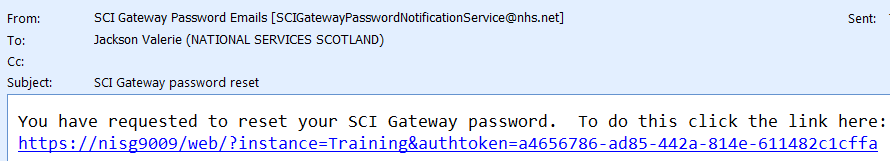 From: SCI Gateway Password Emails [SCIGatewayPasswordNotificationService@nhs.net] Sent:
To: Jackson Valerie (NATIONAL SERVICES SCOTLAND)
Cc:
Subject: SCI Gateway password reset
You have requested to reset your SCI Gateway password.  To do this click the link here:
https://nisg9009/web/?instance=Training&authtoken=a4656786-ad85-442a-814e-611482c1cffa